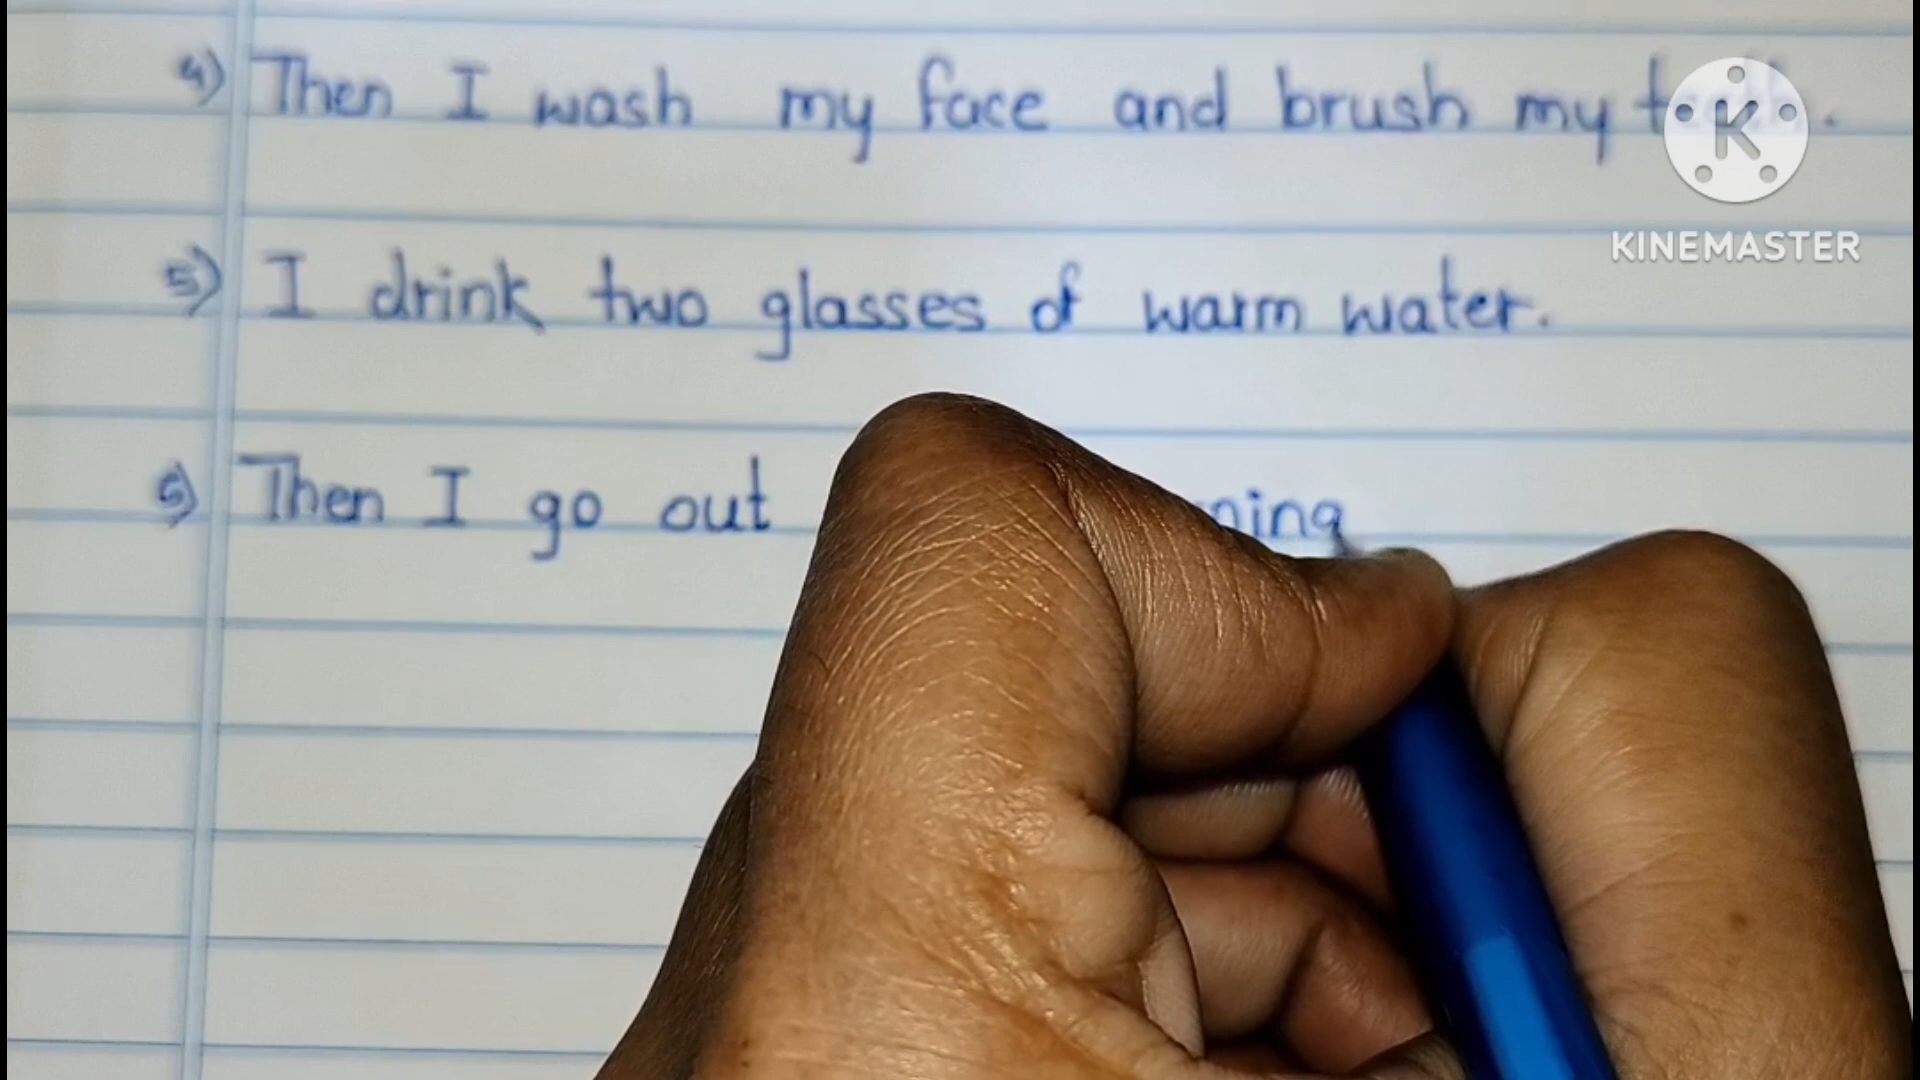 4) Then I wash my face and brush my
KINEMASTER
5) I drink two glasses of warm water.
6) Then I go out